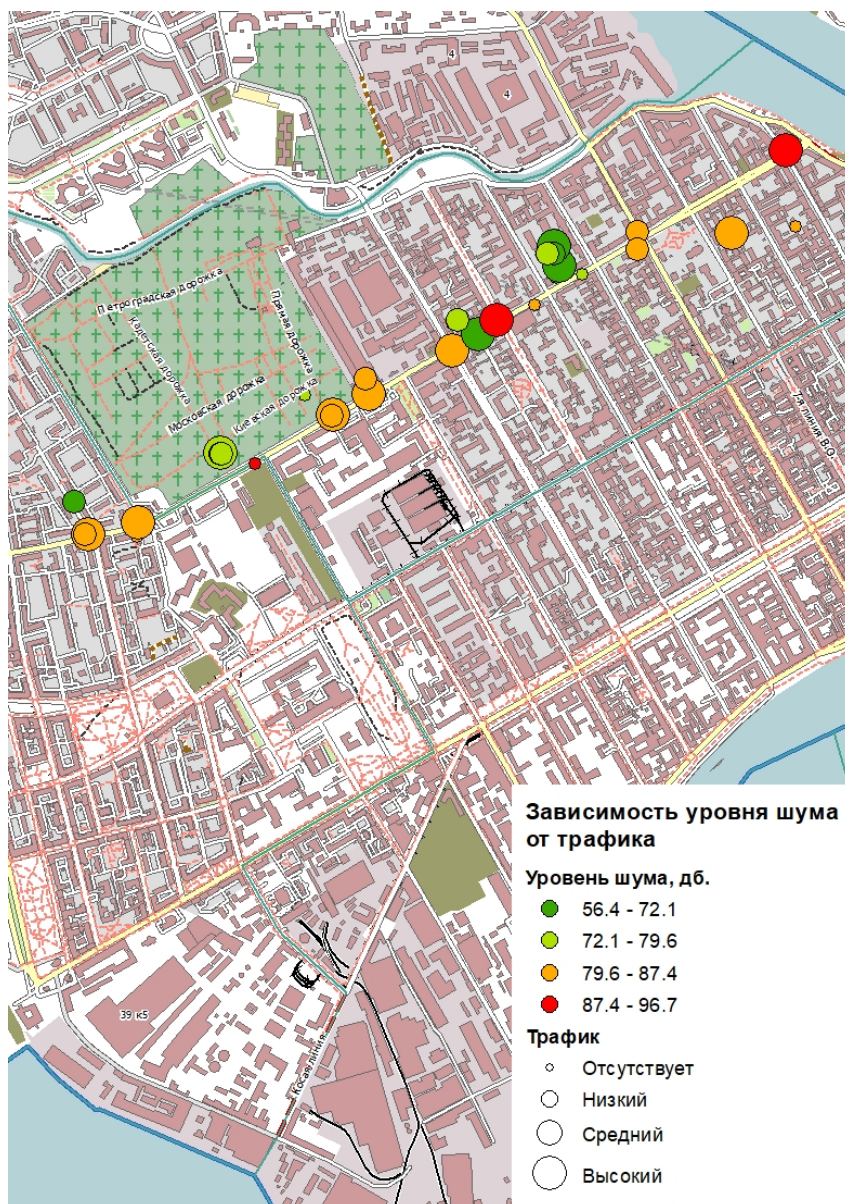 4
4
Петроградская дорожка
Кадетская дорожка
Прямая дорожка
Московская дорожка
Киевская дорожка
7-я линия В.О.
39 к5
Косая линия
Зависимость уровня шума
от трафика
Уровень шума, дб.
56.4 - 72.1
72.1 - 79.6
79.6 - 87.4
87.4 - 96.7
Трафик
Отсутствует
Низкий
Средний
Высокий